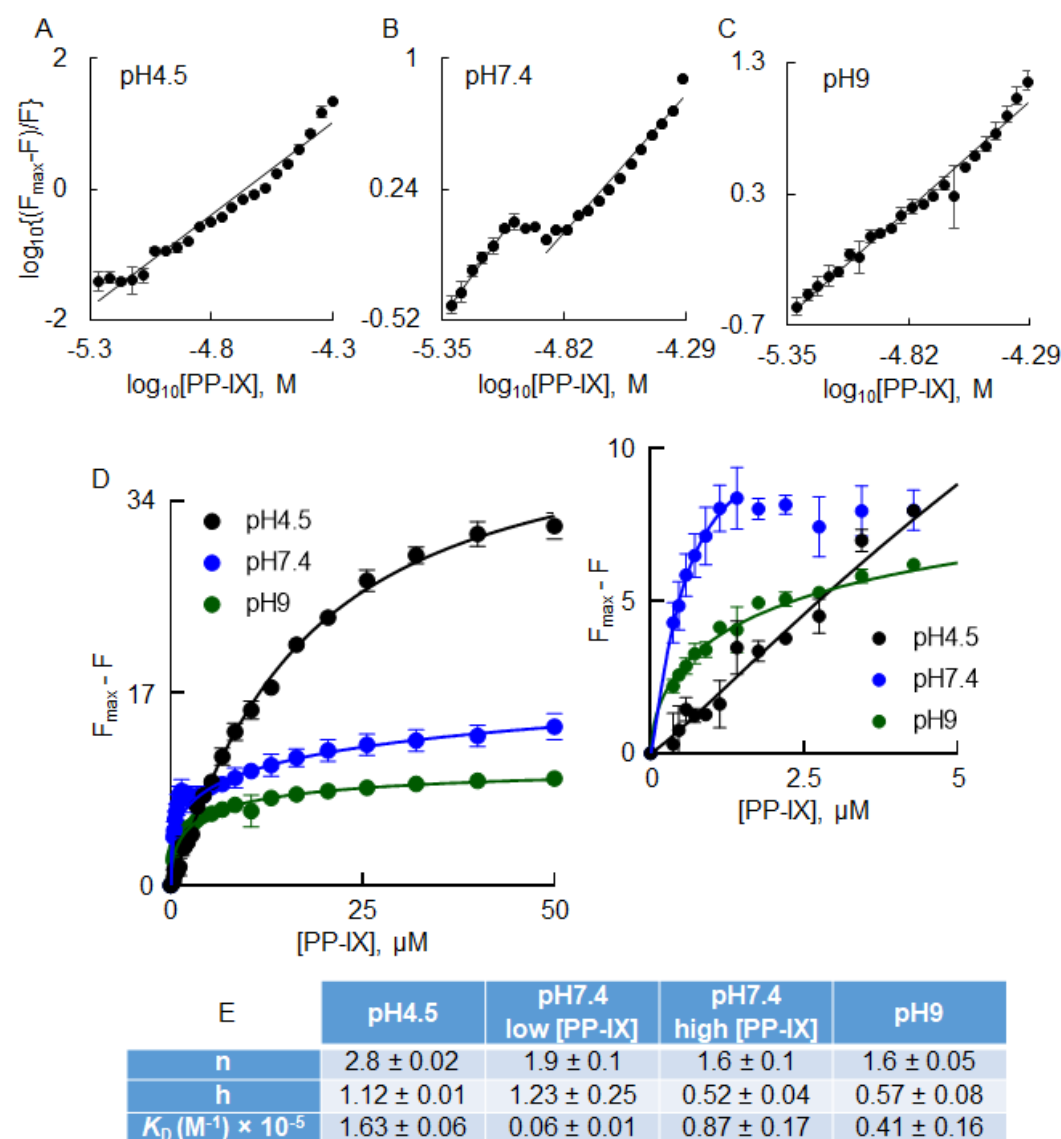 A
pH4.5
2
0
-2
-5.3 -4.8 -4.3
log10{(Fmax-F)/F}
log10[PP-IX], M
B
pH7.4
1
0.24
-0.52
-5.35 -4.82 -4.29
log10[PP-IX], M
C
pH9
1.3
0.3
-0.7
-5.35 -4.82 -4.29
log10[PP-IX], M
D
34
17
0
0 25 50
Fmax - F
[PP-IX], µM
pH4.5
pH7.4
pH9
10
5
0
0 2.5 5
Fmax - F
[PP-IX], µM
pH4.5
pH7.4
pH9
E pH4.5 pH7.4 low [PP-IX] pH7.4 high [PP-IX] pH9
n 2.8 ± 0.02 1.9 ± 0.1 1.6 ± 0.1 1.6 ± 0.05
h 1.12 ± 0.01 1.23 ± 0.25 0.52 ± 0.04 0.57 ± 0.08
KD (M-1) × 10-5 1.63 ± 0.06 0.06 ± 0.01 0.87 ± 0.17 0.41 ± 0.16